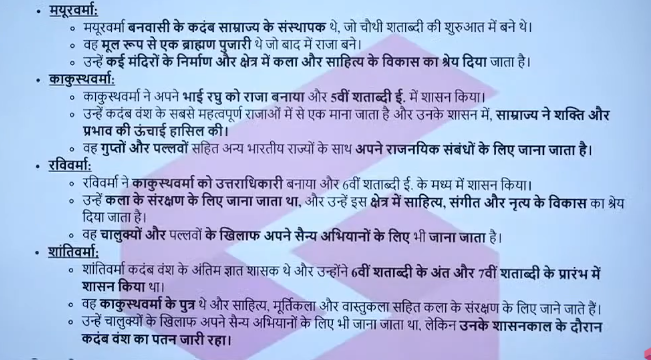 • मयूरवर्मा:
∘ मयूरवर्मा बनवासी के कदंब साम्राज्य के संस्थापक थे, जो चौथी शताब्दी की शुरुआत में बने थे।
∘ वह मूल रूप से एक ब्राह्मण पुजारी थे जो बाद में राजा बने।
∘ उन्हें कई मंदिरों के निर्माण और क्षेत्र में कला और साहित्य के विकास का श्रेय दिया जाता है।
• काकुस्थवर्मा:
∘ काकुस्थवर्मा ने अपने भाई रघु को राजा बनाया और 5वीं शताब्दी ई. में शासन किया।
∘ उन्हें कदंब वंश के सबसे महत्वपूर्ण राजाओं में से एक माना जाता है और उनके शासन में, साम्राज्य ने शक्ति और
प्रभाव की ऊंचाई हासिल की।
∘ वह गुप्तों और पल्लवों सहित अन्य भारतीय राज्यों के साथ अपने राजनयिक संबंधों के लिए जाना जाता है।
• रविवर्मा:
∘ रविवर्मा ने काकुस्थवर्मा को उत्तराधिकारी बनाया और 6वीं शताब्दी ई. के मध्य में शासन किया।
∘ उन्हें कला के संरक्षण के लिए जाना जाता था, और उन्हें इस क्षेत्र में साहित्य, संगीत और नृत्य के विकास का श्रेय
दिया जाता है।
∘ वह चालुक्यों और पल्लवों के खिलाफ अपने सैन्य अभियानों के लिए भी जाना जाता है।
• शांतिवर्मा:
∘ शांतिवर्मा कदंब वंश के अंतिम ज्ञात शासक थे और उन्होंने 6वीं शताब्दी के अंत और 7वीं शताब्दी के प्रारंभ में
शासन किया था।
∘ वह काकुस्थवर्मा के पुत्र थे और साहित्य, मूर्तिकला और वास्तुकला सहित कला के संरक्षण के लिए जाने जाते हैं।
∘ उन्हें चालुक्यों के खिलाफ अपने सैन्य अभियानों के लिए भी जाना जाता था, लेकिन उनके शासनकाल के दौरान
कदंब वंश का पतन जारी रहा।